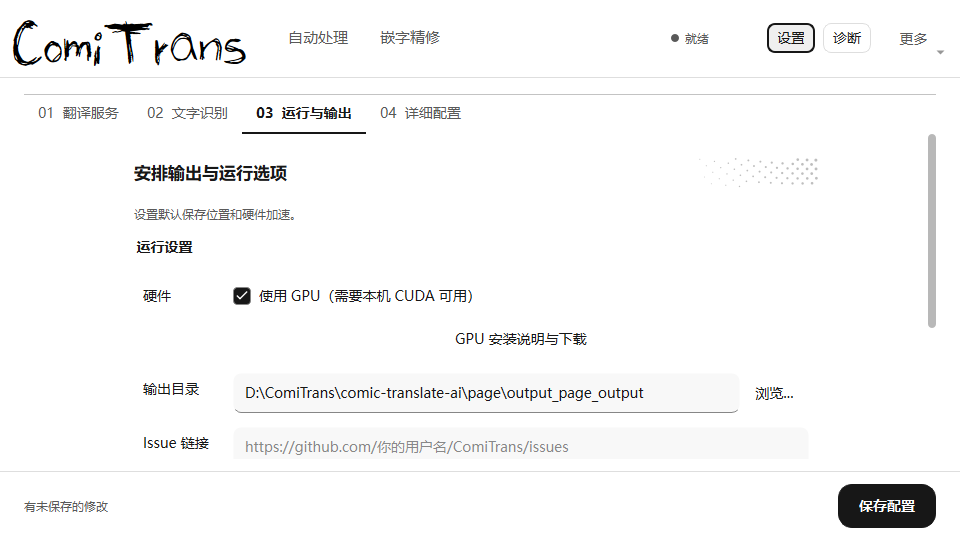 ComiTrans 自动处理 嵌字精修 就绪 设置 诊断 更多
01 翻译服务 02 文字识别 03 运行与输出 04 详细配置
安排输出与运行选项
设置默认保存位置和硬件加速。
运行设置
硬件 使用 GPU（需要本机 CUDA 可用）
GPU 安装说明与下载
输出目录 D:\ComiTrans\comic-translate-ai\page\output_page_output 浏览...
Issue 链接 https://github.com/你的用户名/ComiTrans/issues
有未保存的修改 保存配置